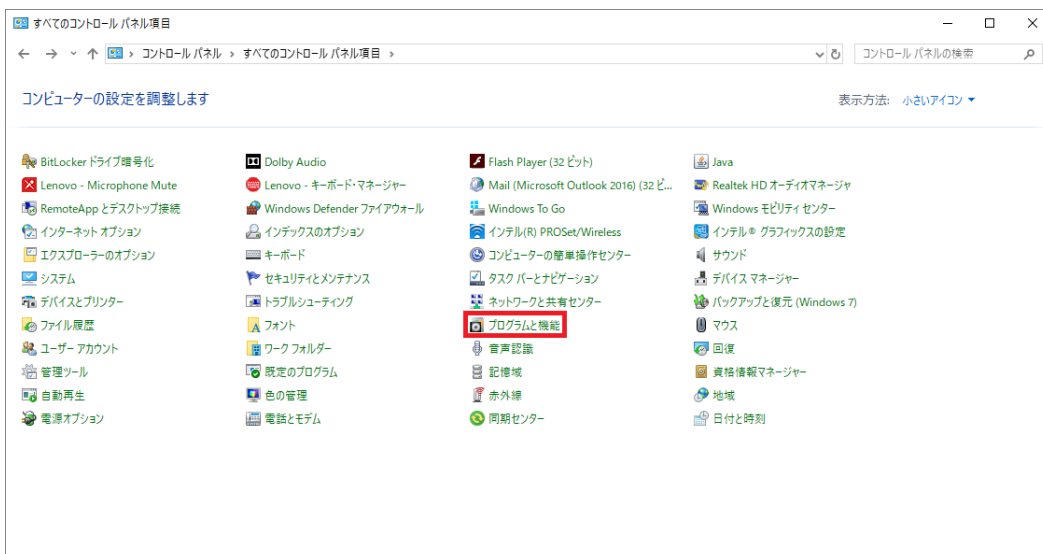 すべてのコントロール パネル項目
コントロール パネル › すべてのコントロール パネル項目 ›
コントロール パネルの検索
コンピューターの設定を調整します
表示方法: 小さいアイコン
BitLocker ドライブ暗号化 Dolby Audio Flash Player (32 ビット) Java
Lenovo - Microphone Mute Lenovo - キーボード・マネージャー Mail (Microsoft Outlook 2016) (32 ビ... Realtek HD オーディオマネージャ
RemoteApp とデスクトップ接続 Windows Defender ファイアウォール Windows To Go Windows モビリティ センター
インターネット オプション インデックスのオプション インテル(R) PROSet/Wireless インテル® グラフィックスの設定
エクスプローラーのオプション キーボード コンピューターの簡単操作センター サウンド
システム セキュリティとメンテナンス タスク バーとナビゲーション デバイス マネージャー
デバイスとプリンター トラブルシューティング ネットワークと共有センター バックアップと復元 (Windows 7)
ファイル履歴 フォント プログラムと機能 マウス
ユーザー アカウント ワーク フォルダー 音声認識 回復
管理ツール 既定のプログラム 記憶域 資格情報マネージャー
自動再生 色の管理 赤外線 地域
電源オプション 電話とモデム 同期センター 日付と時刻